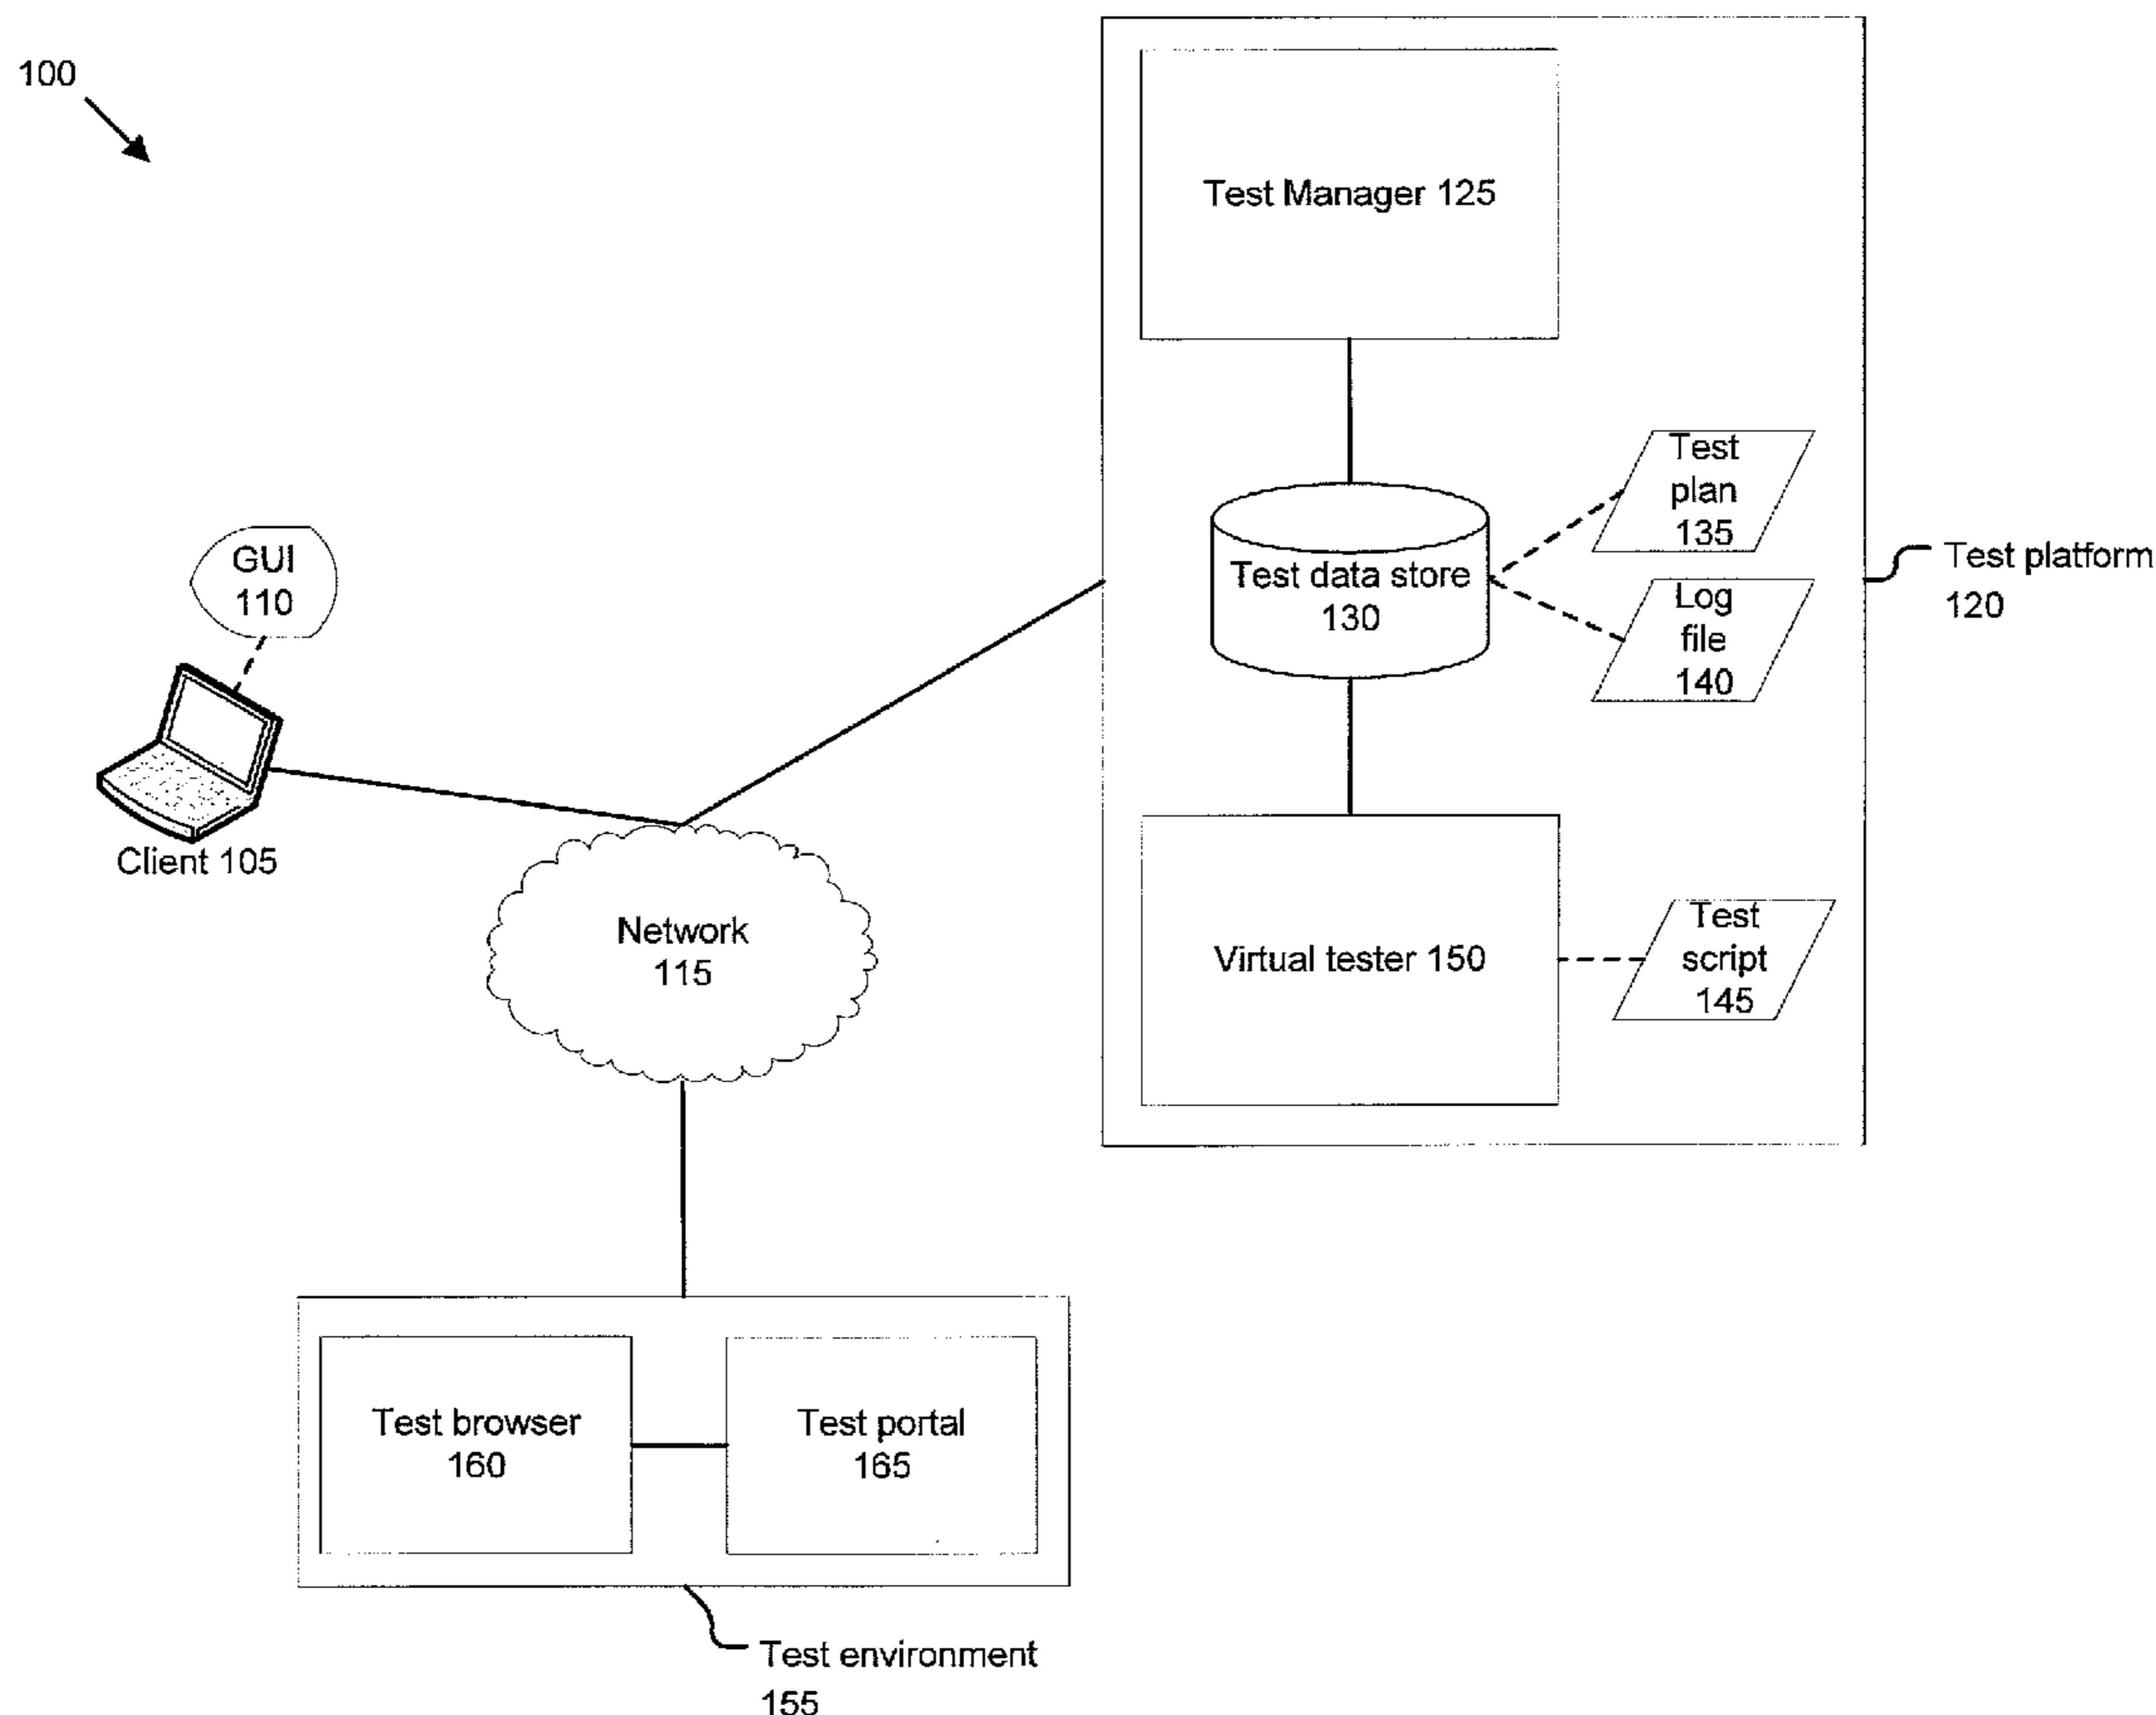 100
Test Manager 125
Test
plan
135
GUI
110
Test data store
130
Log
file
140
Test platform
120
Client 105
Network
115
Virtual tester 150
Test
script
145
Test browser
160
Test portal
165
Test environment
155